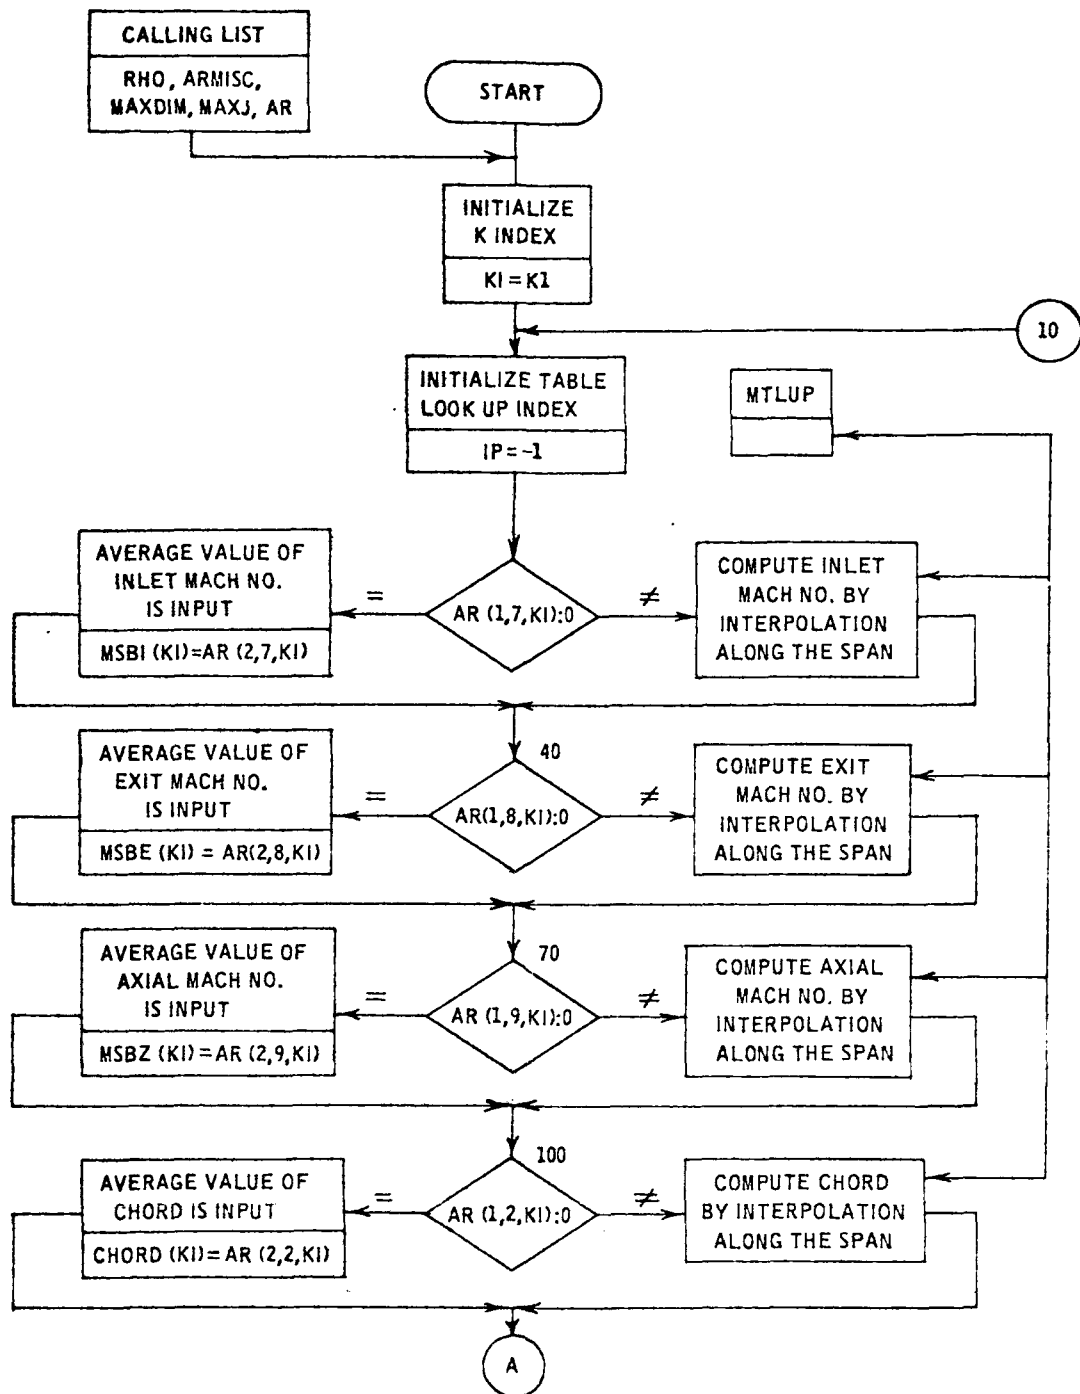 CALLING LIST
RHO, ARMISC,
MAXDIM, MAXJ, AR
START
INITIALIZE
K INDEX
KI = K1
10
INITIALIZE TABLE
LOOK UP INDEX
IP = -1
MTLUP
AVERAGE VALUE OF
INLET MACH NO.
IS INPUT
MSBI (KI)=AR (2,7,KI)
=
AR (1,7,KI):0
≠
COMPUTE INLET
MACH NO. BY
INTERPOLATION
ALONG THE SPAN
40
AVERAGE VALUE OF
EXIT MACH NO.
IS INPUT
MSBE (KI) = AR(2,8,KI)
=
AR(1,8,KI):0
≠
COMPUTE EXIT
MACH NO. BY
INTERPOLATION
ALONG THE SPAN
70
AVERAGE VALUE OF
AXIAL MACH NO.
IS INPUT
MSBZ (KI)=AR (2,9,KI)
=
AR (1,9,KI):0
≠
COMPUTE AXIAL
MACH NO. BY
INTERPOLATION
ALONG THE SPAN
100
AVERAGE VALUE OF
CHORD IS INPUT
CHORD (KI)= AR (2,2,KI)
=
AR (1,2,KI):0
≠
COMPUTE CHORD
BY INTERPOLATION
ALONG THE SPAN
A